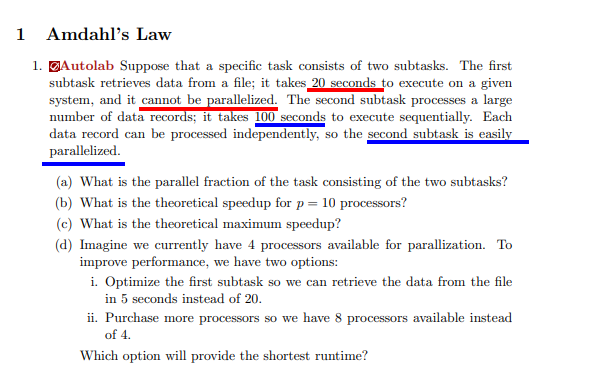 1 Amdahl's Law
1. Autolab Suppose that a specific task consists of two subtasks. The first
subtask retrieves data from a file; it takes 20 seconds to execute on a given
system, and it cannot be parallelized. The second subtask processes a large
number of data records; it takes 100 seconds to execute sequentially. Each
data record can be processed independently, so the second subtask is easily
parallelized.
(a) What is the parallel fraction of the task consisting of the two subtasks?
(b) What is the theoretical speedup for p = 10 processors?
(c) What is the theoretical maximum speedup?
(d) Imagine we currently have 4 processors available for parallization. To
improve performance, we have two options:
i. Optimize the first subtask so we can retrieve the data from the file
in 5 seconds instead of 20.
ii. Purchase more processors so we have 8 processors available instead
of 4.
Which option will provide the shortest runtime?